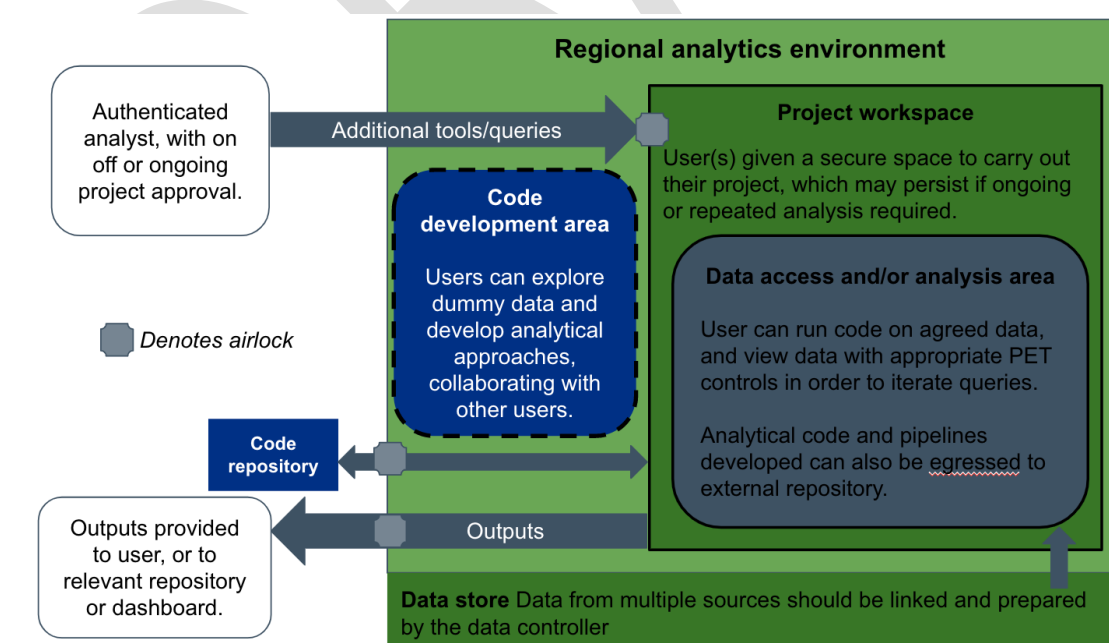 Regional analytics environment
Authenticated
analyst, with on
off or ongoing
project approval.
Additional tools/queries
Project workspace
User(s) given a secure space to carry out
their project, which may persist if ongoing
or repeated analysis required.
Code
development area
Users can explore
dummy data and
develop analytical
approaches,
collaborating with
other users.
Data access and/or analysis area
User can run code on agreed data,
and view data with appropriate PET
controls in order to iterate queries.
Analytical code and pipelines
developed can also be egressed to
external repository.
Denotes airlock
Code
repository
Outputs provided
to user, or to
relevant repository
or dashboard.
Outputs
Data store Data from multiple sources should be linked and prepared
by the data controller